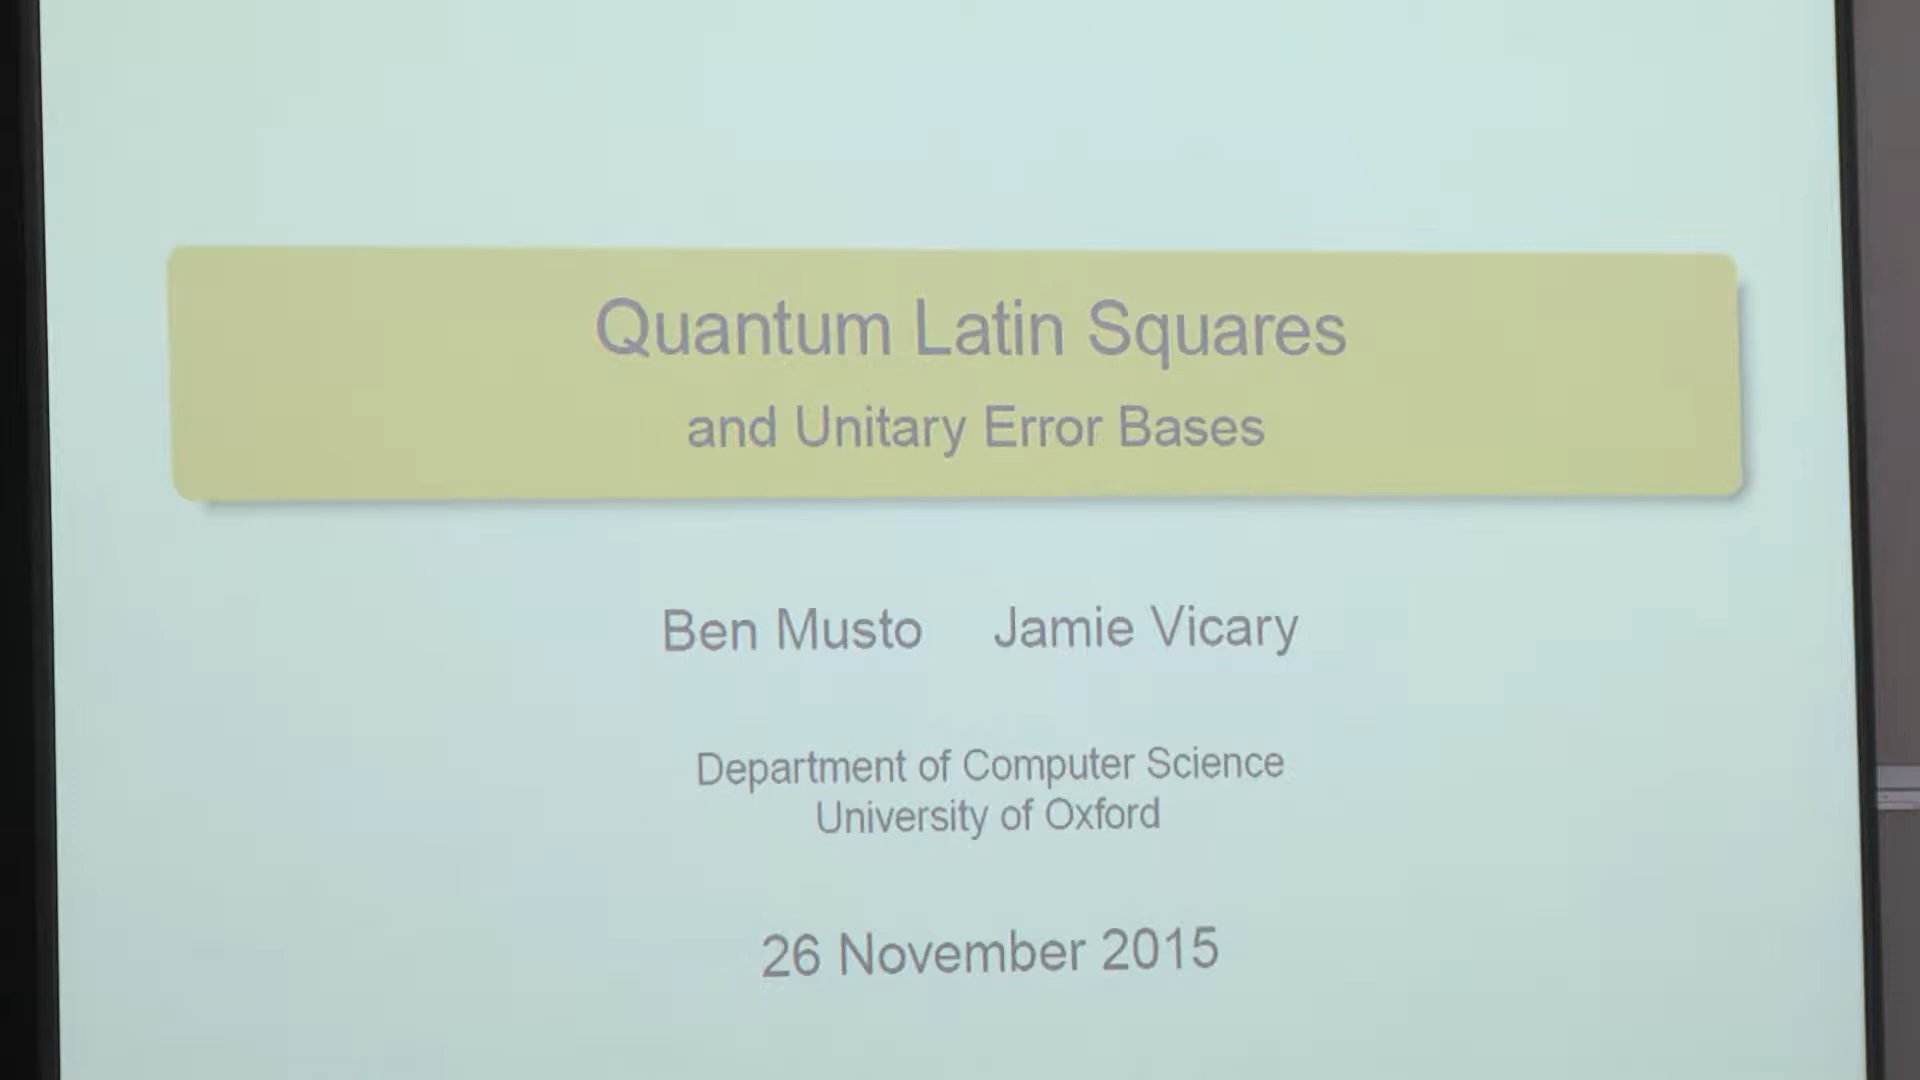 Quantum Latin Squares
and Unitary Error Bases
Ben Musto Jamie Vicary
Department of Computer Science
University of Oxford
26 November 2015